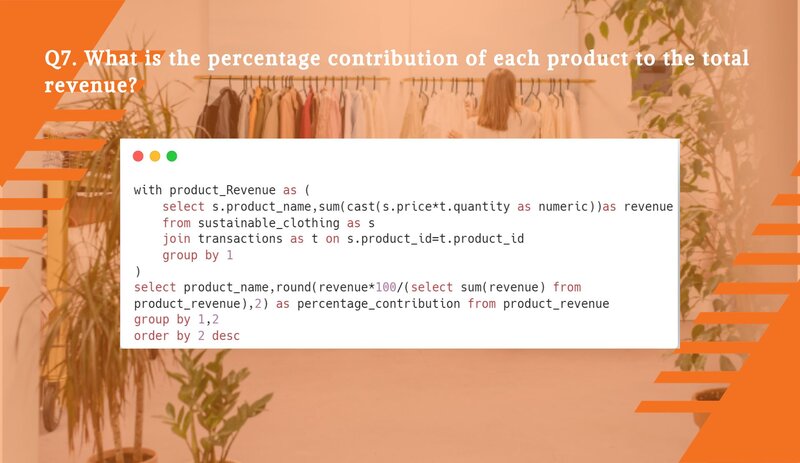 Q7. What is the percentage contribution of each product to the total
revenue?
with product_Revenue as (
    select s.product_name,sum(cast(s.price*t.quantity as numeric))as revenue
    from sustainable_clothing as s
    join transactions as t on s.product_id=t.product_id
    group by 1
)
select product_name,round(revenue*100/(select sum(revenue) from
product_revenue),2) as percentage_contribution from product_revenue
group by 1,2
order by 2 desc